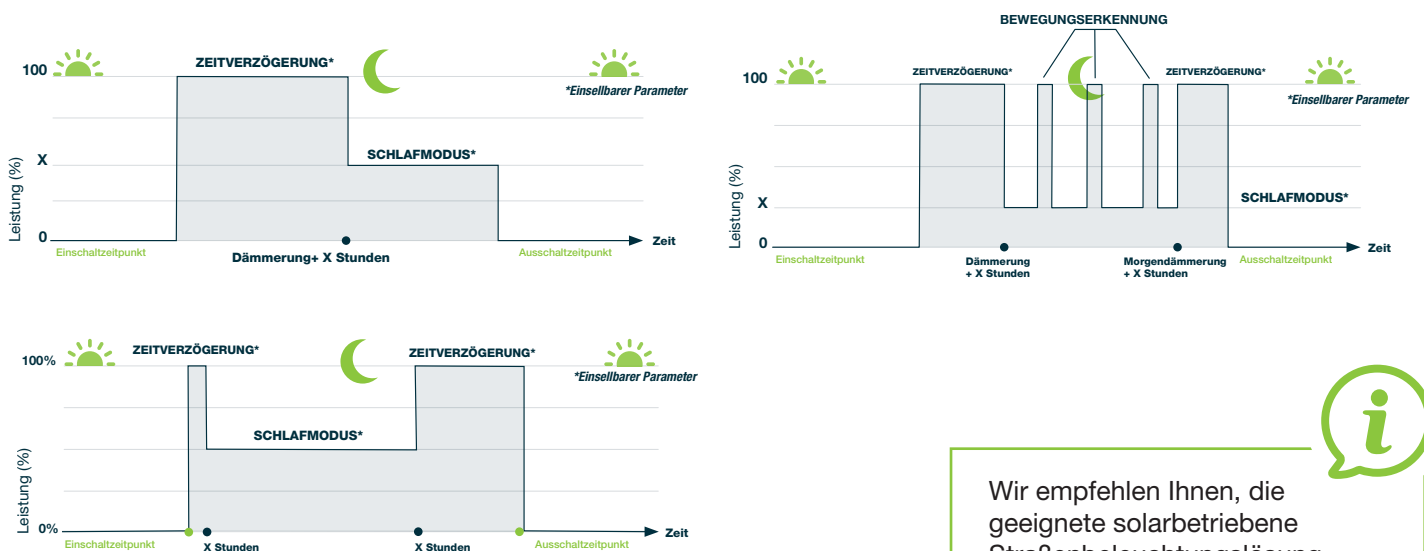 100
ZEITVERZÖGERUNG*
*Einsellbarer Parameter
X
SCHLAFMODUS*
Leistung (%)
0
Einschaltzeitpunkt
Dämmerung+ X Stunden
Ausschaltzeitpunkt
Zeit
BEWEGUNGSERKENNUNG
100
ZEITVERZÖGERUNG*
ZEITVERZÖGERUNG*
*Einsellbarer Parameter
Leistung (%)
X
SCHLAFMODUS*
0
Einschaltzeitpunkt
Dämmerung
+ X Stunden
Morgendämmerung
+ X Stunden
Ausschaltzeitpunkt
Zeit
100%
ZEITVERZÖGERUNG*
ZEITVERZÖGERUNG*
*Einsellbarer Parameter
SCHLAFMODUS*
Leistung (%)
0%
Einschaltzeitpunkt
X Stunden
X Stunden
Ausschaltzeitpunkt
Zeit
i
Wir empfehlen Ihnen, die
geeignete solarbetriebene
Straßenbeleuchtungslösung